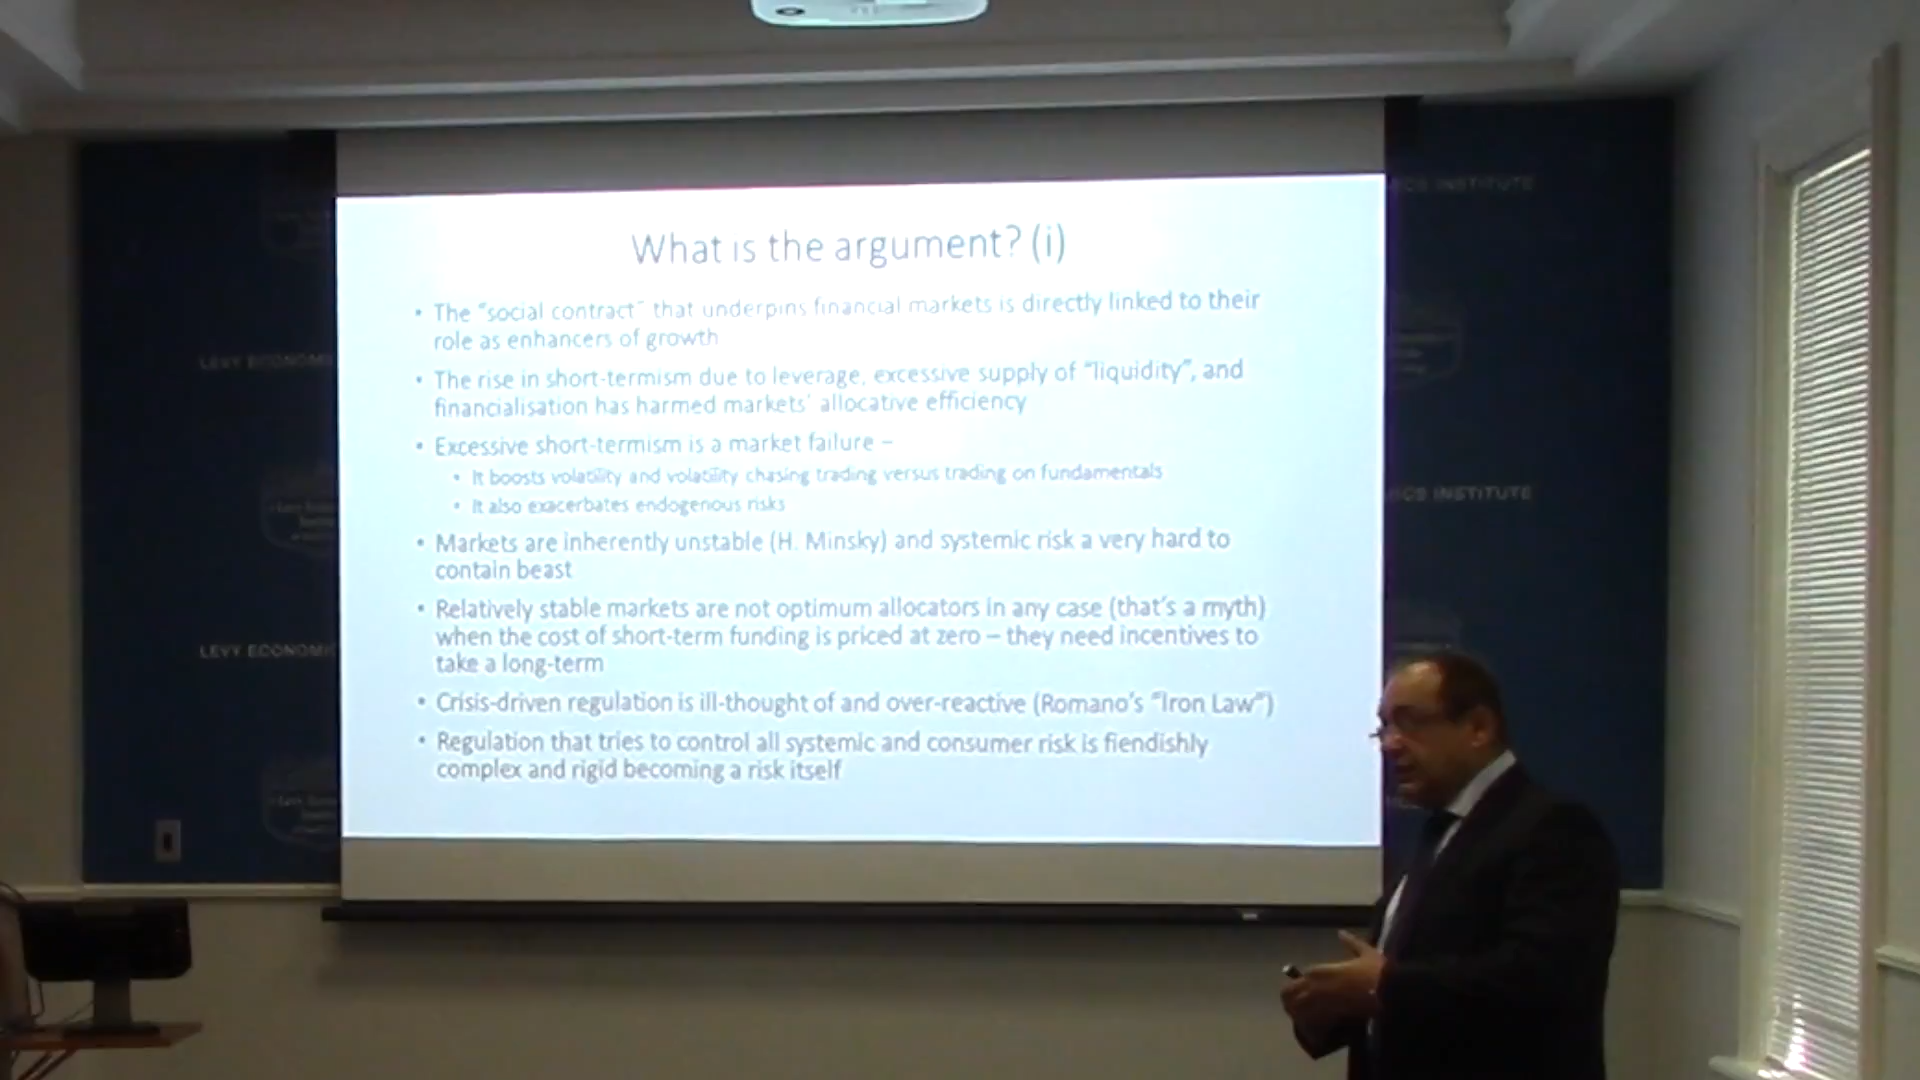 What is the argument? (i)
• The "social contract" that underpins financial markets is directly linked to their
role as enhancers of growth
• The rise in short-termism due to leverage, excessive supply of "liquidity", and
financialisation has harmed markets' allocative efficiency
• Excessive short-termism is a market failure –
• It boosts volatility and volatility chasing trading versus trading on fundamentals
• It also exacerbates endogenous risks
• Markets are inherently unstable (H. Minsky) and systemic risk a very hard to
contain beast
• Relatively stable markets are not optimum allocators in any case (that's a myth)
when the cost of short-term funding is priced at zero – they need incentives to
take a long-term
• Crisis-driven regulation is ill-thought of and over-reactive (Romano's "Iron Law")
• Regulation that tries to control all systemic and consumer risk is fiendishly
complex and rigid becoming a risk itself
LEVY ECONOMI
LEVY ECONOMI
ICS INSTITUTE
ICS INSTITUTE